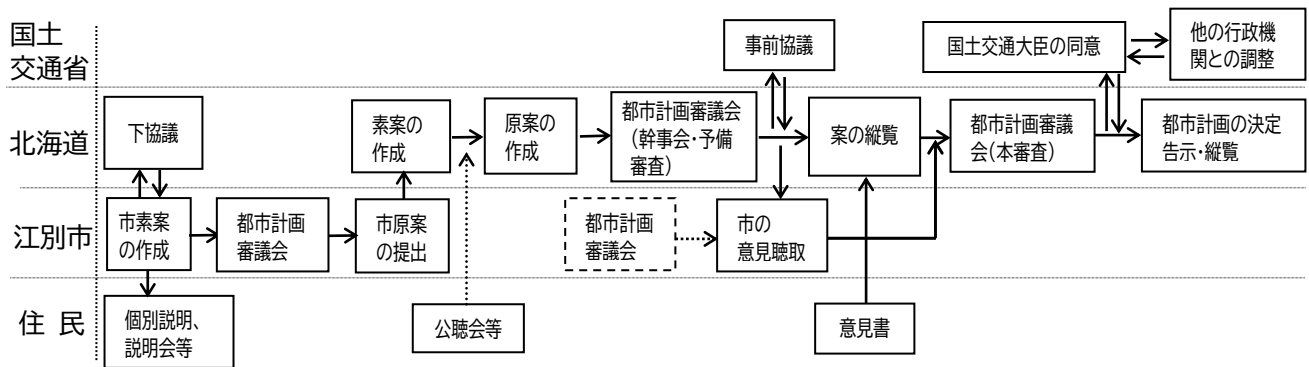 国土
交通省
事前協議
国土交通大臣の同意
他の行政機
関との調整
北海道
下協議
素案の
作成
原案の
作成
都市計画審議会
（幹事会・予備
審査）
案の縦覧
都市計画審議
会（本審査）
都市計画の決定
告示・縦覧
江別市
市素案
の作成
都市計画
審議会
市原案
の提出
都市計画
審議会
市の
意見聴取
住 民
個別説明、
説明会等
公聴会等
意見書